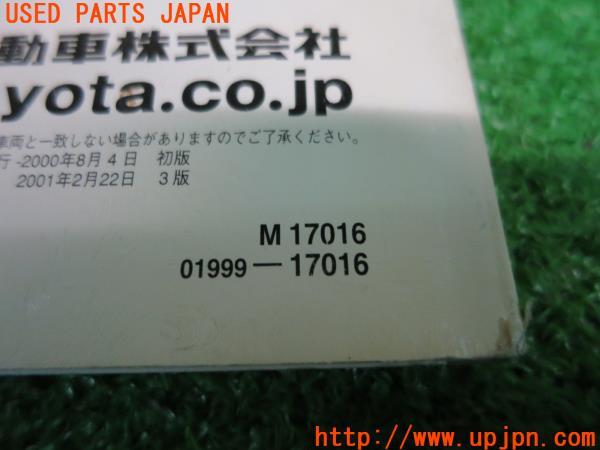 USED PARTS JAPAN
動車株式会社
yota.co.jp
車両と一致しない場合がありますのでご了承ください。
行 -2000年8月4日 初版
2001年2月22日 3版
M 17016
01999—17016
http://www.upjpn.com/